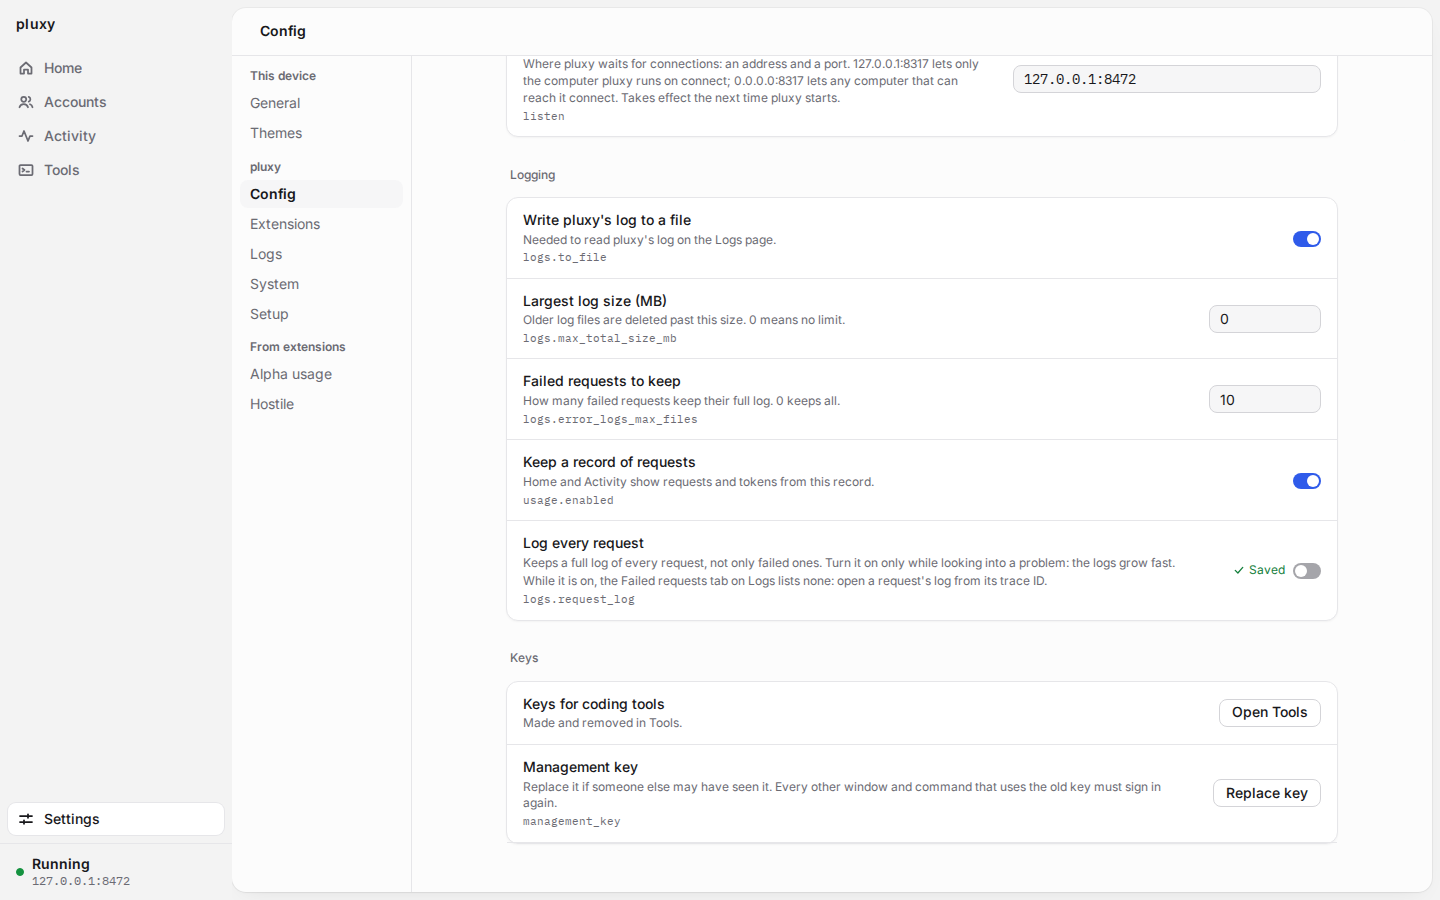 pluxy
Home
Accounts
Activity
Tools
Settings
Running
127.0.0.1:8472
Config
This device
General
Themes
pluxy
Config
Extensions
Logs
System
Setup
From extensions
Alpha usage
Hostile
Where pluxy waits for connections: an address and a port. 127.0.0.1:8317 lets only
the computer pluxy runs on connect; 0.0.0.0:8317 lets any computer that can
reach it connect. Takes effect the next time pluxy starts.
listen
127.0.0.1:8472
Logging
Write pluxy's log to a file
Needed to read pluxy's log on the Logs page.
logs.to_file
Largest log size (MB)
Older log files are deleted past this size. 0 means no limit.
logs.max_total_size_mb
0
Failed requests to keep
How many failed requests keep their full log. 0 keeps all.
logs.error_logs_max_files
10
Keep a record of requests
Home and Activity show requests and tokens from this record.
usage.enabled
Log every request
Keeps a full log of every request, not only failed ones. Turn it on only while looking into a problem: the logs grow fast.
While it is on, the Failed requests tab on Logs lists none: open a request's log from its trace ID.
logs.request_log
Saved
Keys
Keys for coding tools
Made and removed in Tools.
Open Tools
Management key
Replace it if someone else may have seen it. Every other window and command that uses the old key must sign in
again.
management_key
Replace key